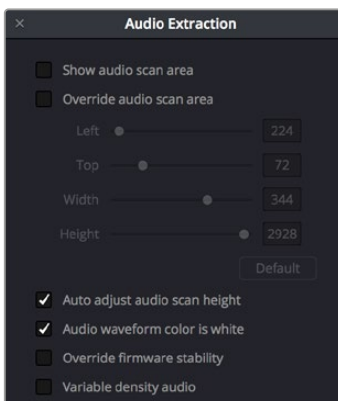 Audio Extraction
Show audio scan area
Override audio scan area
Left 224
Top 72
Width 344
Height 2928
Default
Auto adjust audio scan height
Audio waveform color is white
Override firmware stability
Variable density audio